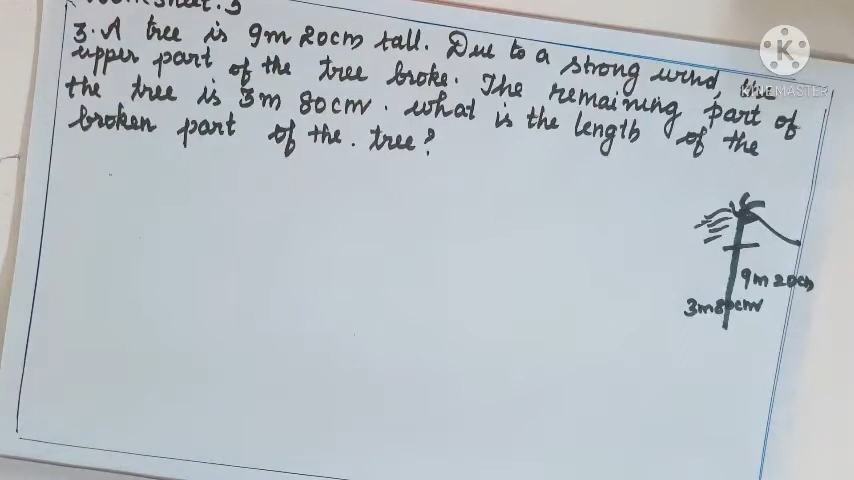 3. A tree is 9m 20cm tall. Due to a strong wind, the
upper part of the tree broke. The remaining part of
the tree is 3m 80cm. what is the length of the
broken part of the. tree?
9m 20cm
3m80cm
KINEMASTER